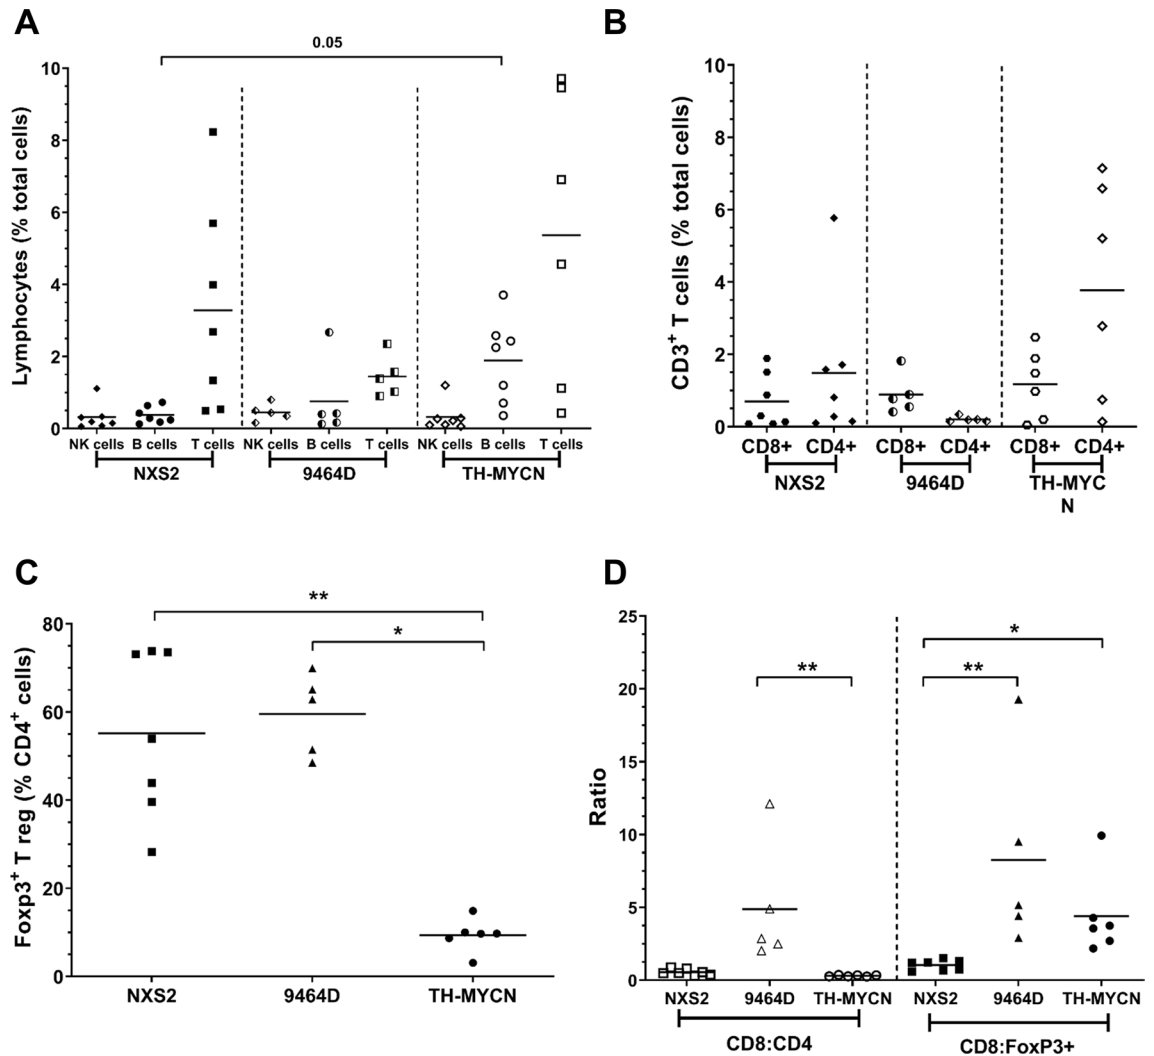 A
0.05
Lymphocytes (% total cells)
10
8
6
4
2
0
NK cells B cells T cells NK cells B cells T cells NK cells B cells T cells
NXS2 9464D TH-MYCN
B
CD3+ T cells (% total cells)
10
8
6
4
2
0
CD8+ CD4+ CD8+ CD4+ CD8+ CD4+
NXS2 9464D TH-MYC
N
C
**
*
Foxp3+ T reg (% CD4+ cells)
80
60
40
20
0
NXS2 9464D TH-MYCN
D
*
** **
Ratio
25
20
15
10
5
0
NXS2 9464D TH-MYCN NXS2 9464D TH-MYCN
CD8:CD4 CD8:FoxP3+